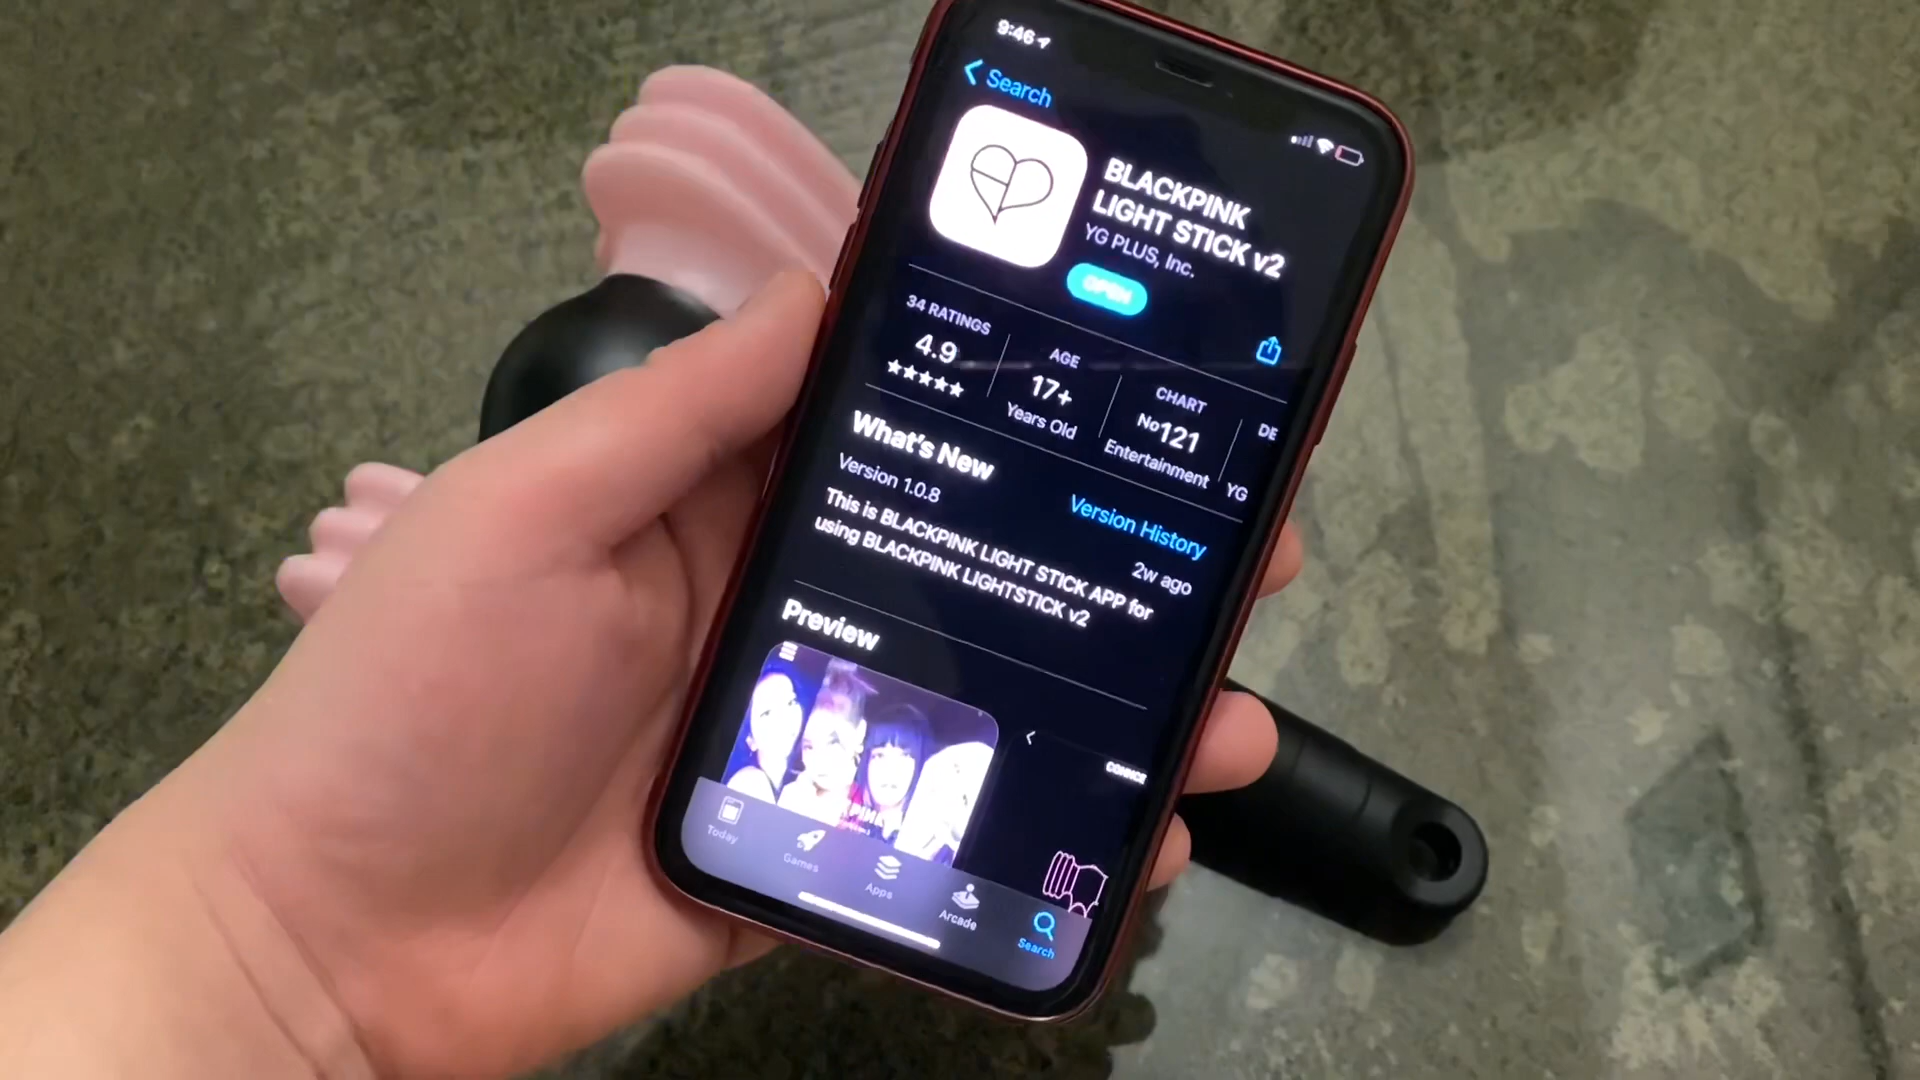 9:46
Search
BLACKPINK
LIGHT STICK v2
YG PLUS, Inc.
OPEN
34 RATINGS
4.9
AGE
17+
Years Old
CHART
No121
Entertainment
DE
YG
What's New
Version History
Version 1.0.8
2w ago
This is BLACKPINK LIGHT STICK APP for
using BLACKPINK LIGHTSTICK v2
Preview
Today
Games
Apps
Arcade
Search